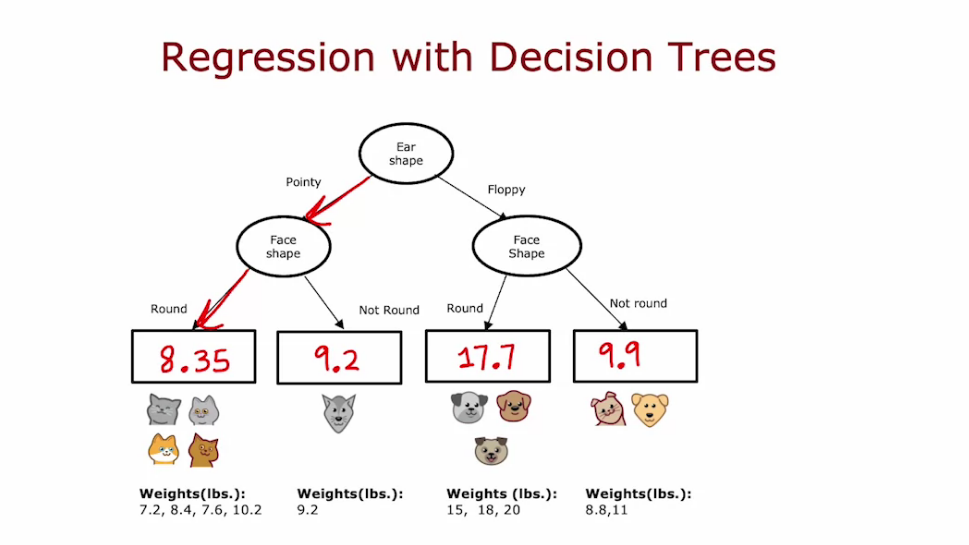 Regression with Decision Trees
Ear
shape
Pointy
Floppy
Face
shape
Face
Shape
Round
Not Round
Round
Not round
8.35
9.2
17.7
9.9
Weights(lbs.):
7.2, 8.4, 7.6, 10.2
Weights(lbs.):
9.2
Weights (lbs.):
15, 18, 20
Weights(lbs.):
8.8,11